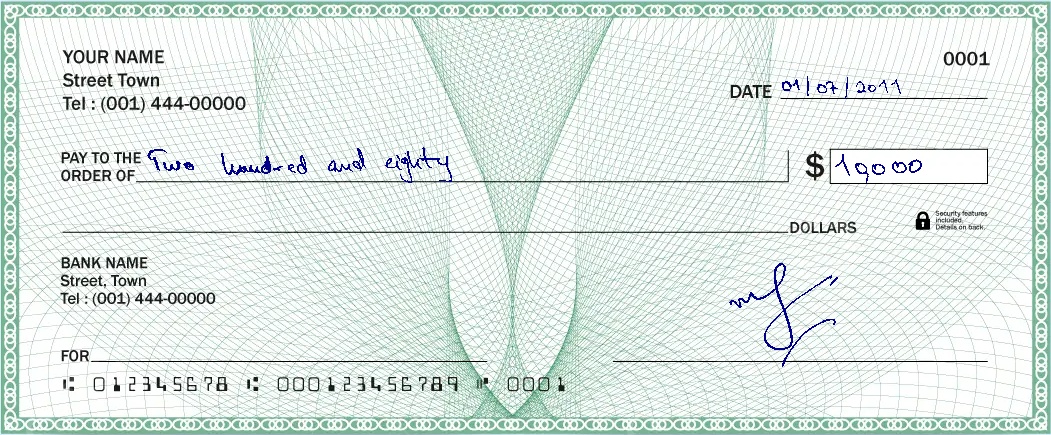 YOUR NAME
0001
Street Town
Tel : (001) 444-00000
DATE 01/07/2011
PAY TO THE ORDER OF Two hundred and eighty $ 10000
DOLLARS
Security features
included.
Details on back.
BANK NAME
Street, Town
Tel : (001) 444-00000
FOR
⑆ 012345678 ⑆ 000123456789 ⑈ 0001